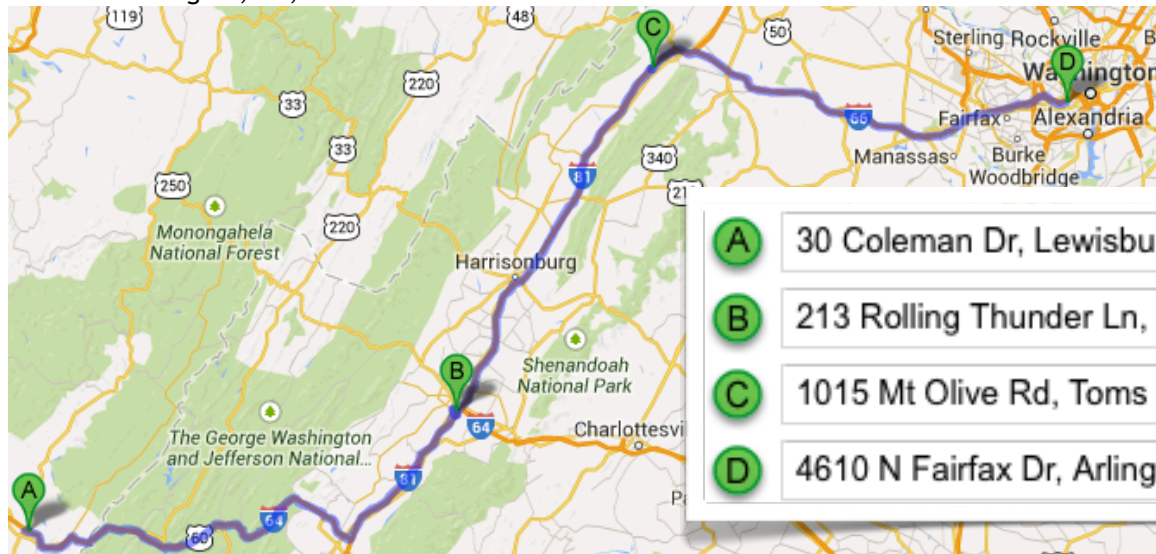 119
48
50
Sterling Rockville
C
D
Washington
33
220
66
Fairfax
Alexandria
Manassas
Burke
Woodbridge
33
340
81
250
Monongahela
National Forest
220
Harrisonburg
A 30 Coleman Dr, Lewisbu
B 213 Rolling Thunder Ln,
C 1015 Mt Olive Rd, Toms
D 4610 N Fairfax Dr, Arling
B
Shenandoah
National Park
64
Charlottesvi
The George Washington
and Jefferson National...
81
A
64
60